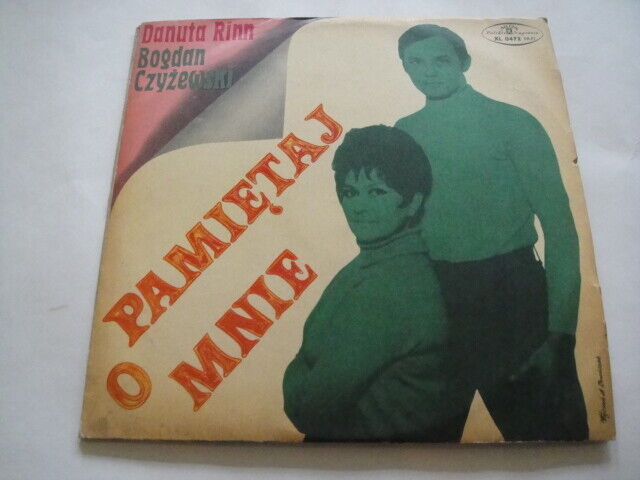 Danuta Rinn
Bogdan
Czyżewski
XL 0472
PAMIĘTAJ
O MNIE